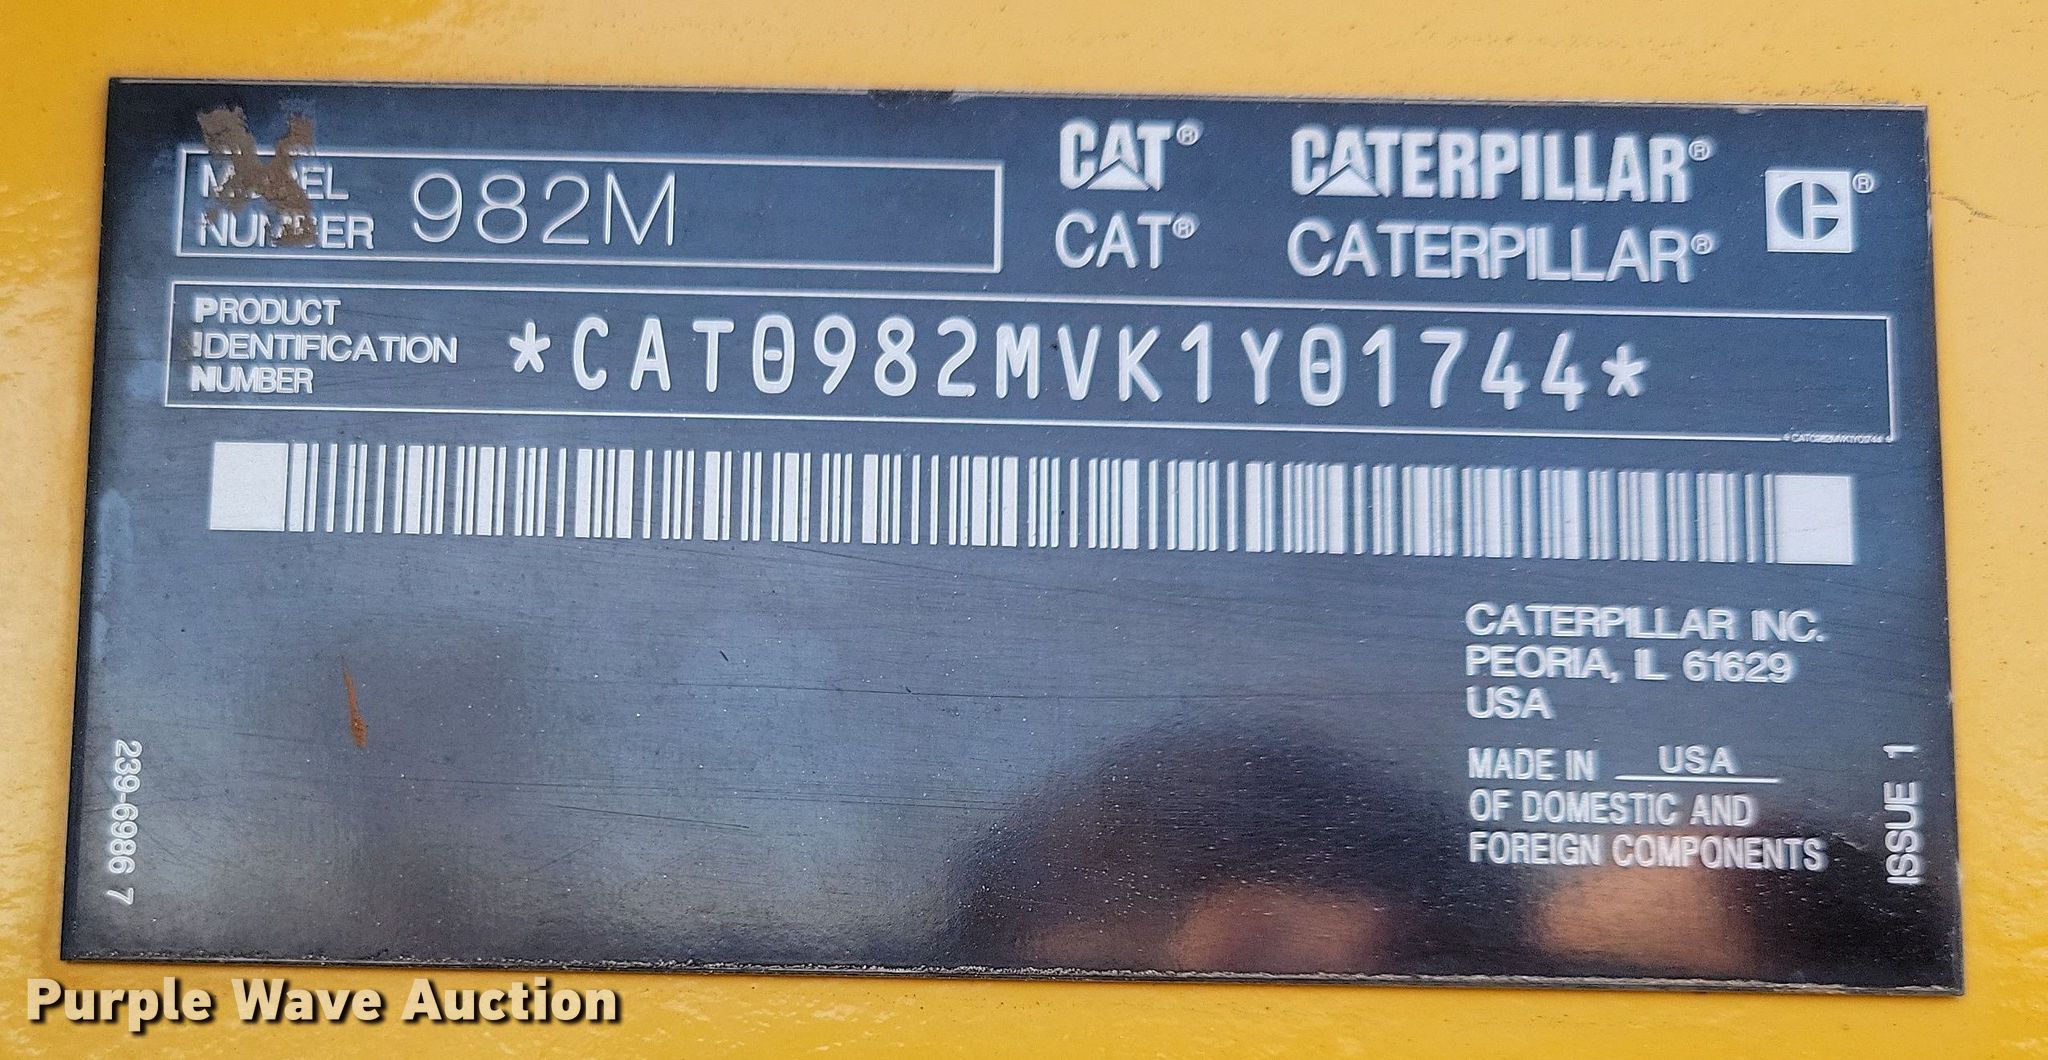 MODEL
NUMBER 982M
CAT® CATERPILLAR®
CAT® CATERPILLAR®
PRODUCT
IDENTIFICATION
NUMBER
*CAT0982MVK1Y01744*
*CAT0982MVK1Y01744*
CATERPILLAR INC.
PEORIA, IL 61629
USA
MADE IN USA
OF DOMESTIC AND
FOREIGN COMPONENTS
239-6986 7
ISSUE 1
Purple Wave Auction